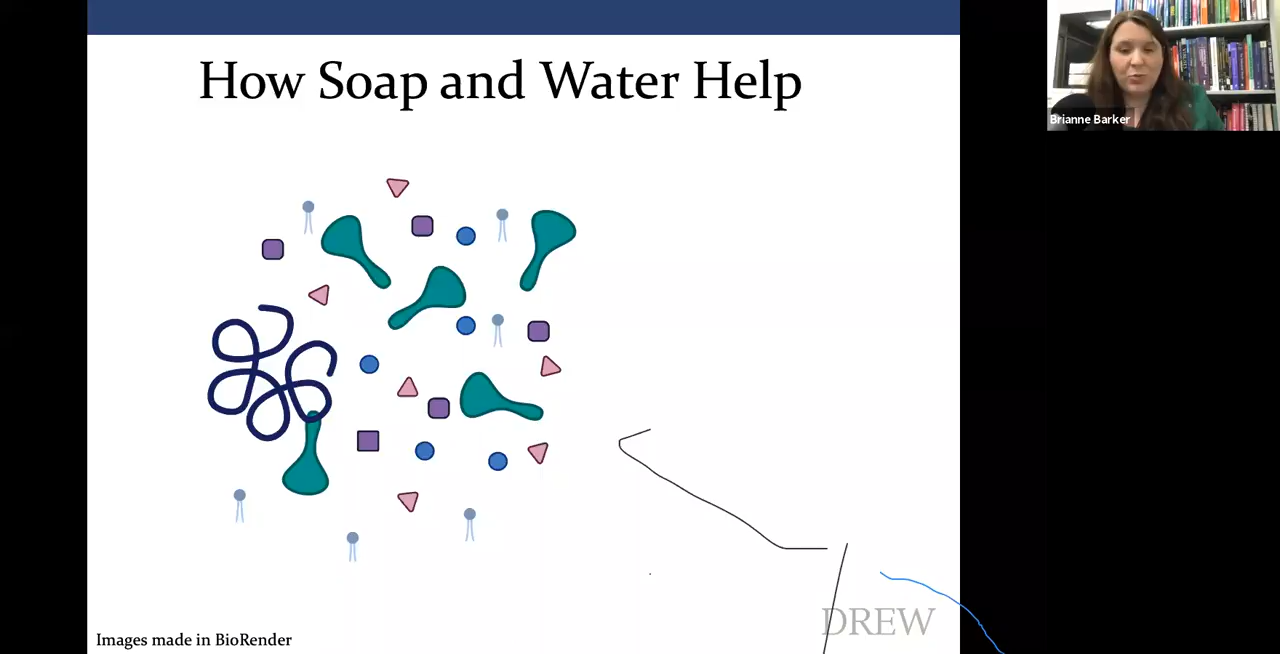 How Soap and Water Help
Brianne Barker
DREW
Images made in BioRender